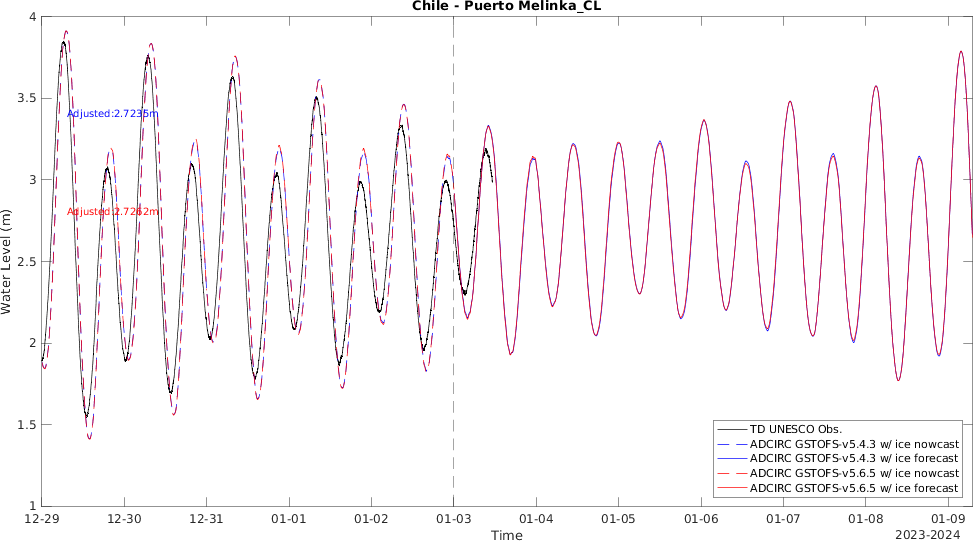 Chile - Puerto Melinka_CL
4
3.5
3
2.5
2
1.5
1
Water Level (m)
Adjusted:2.7235m
Adjusted:2.7262m
TD UNESCO Obs.
ADCIRC GSTOFS-v5.4.3 w/ ice nowcast
ADCIRC GSTOFS-v5.4.3 w/ ice forecast
ADCIRC GSTOFS-v5.6.5 w/ ice nowcast
ADCIRC GSTOFS-v5.6.5 w/ ice forecast
12-29 12-30 12-31 01-01 01-02 01-03 01-04 01-05 01-06 01-07 01-08 01-09
Time
2023-2024